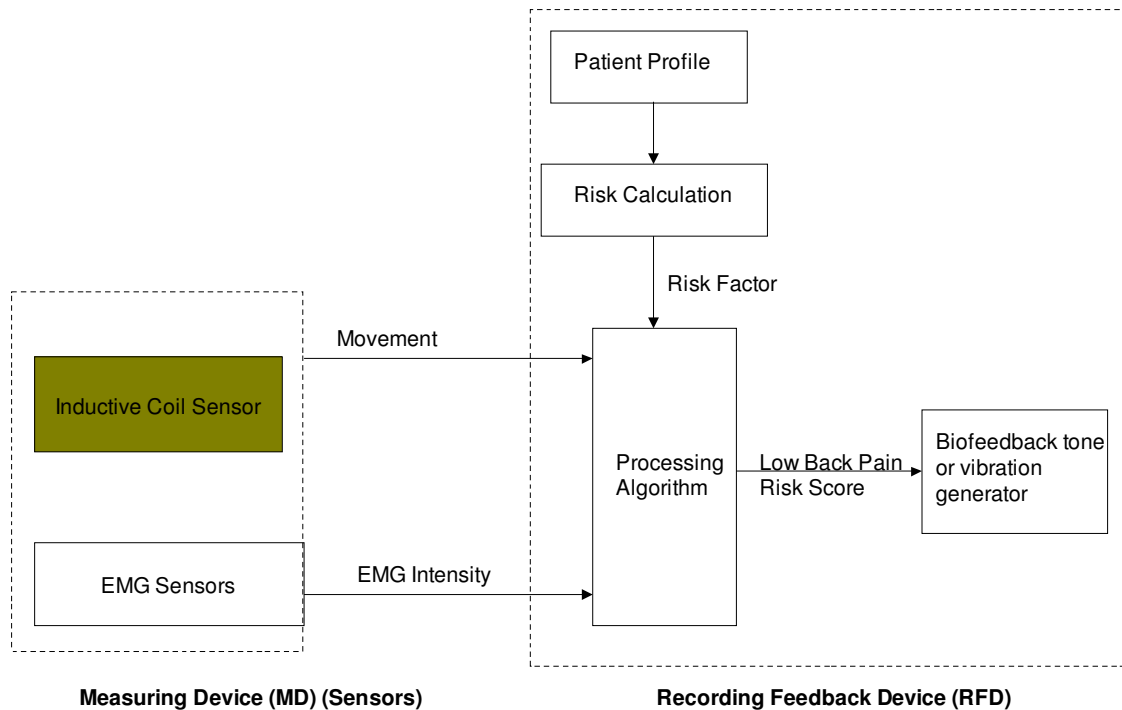 Patient Profile
Risk Calculation
Risk Factor
Movement
Inductive Coil Sensor
Processing
Algorithm
Low Back Pain
Risk Score
Biofeedback tone
or vibration
generator
EMG Sensors
EMG Intensity
Measuring Device (MD) (Sensors)
Recording Feedback Device (RFD)